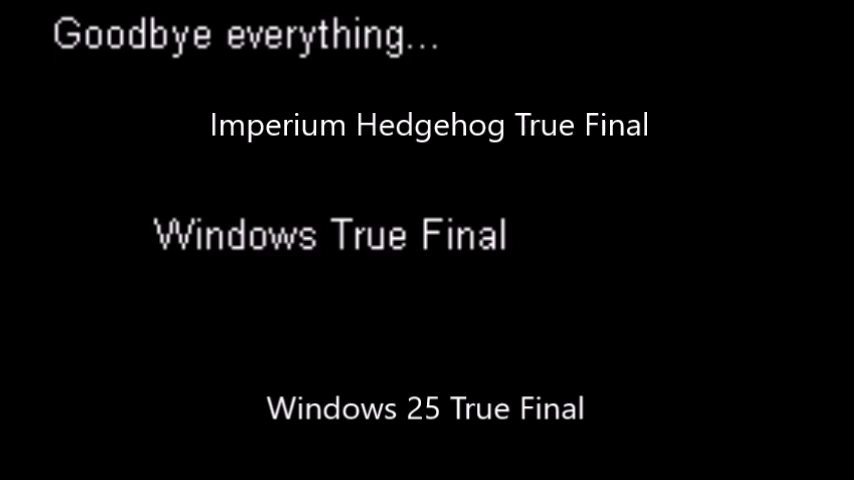 Goodbye everything...
Imperium Hedgehog True Final
Windows True Final
Windows 25 True Final